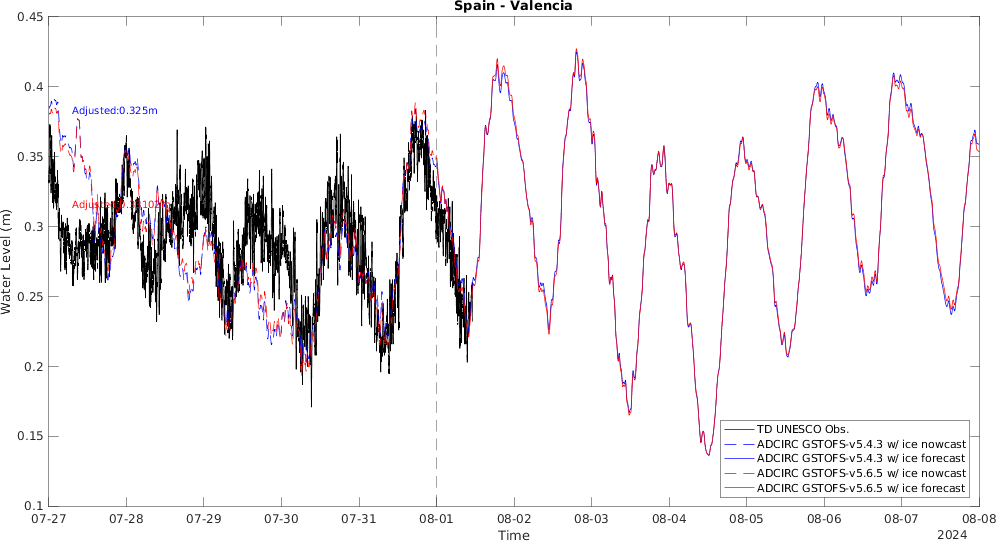 Spain - Valencia
0.45
0.4
0.35
0.3
0.25
0.2
0.15
0.1
Water Level (m)
Adjusted:0.325m
TD UNESCO Obs.
ADCIRC GSTOFS-v5.4.3 w/ ice nowcast
ADCIRC GSTOFS-v5.4.3 w/ ice forecast
ADCIRC GSTOFS-v5.6.5 w/ ice nowcast
ADCIRC GSTOFS-v5.6.5 w/ ice forecast
07-27 07-28 07-29 07-30 07-31 08-01 08-02 08-03 08-04 08-05 08-06 08-07 08-08
Time
2024